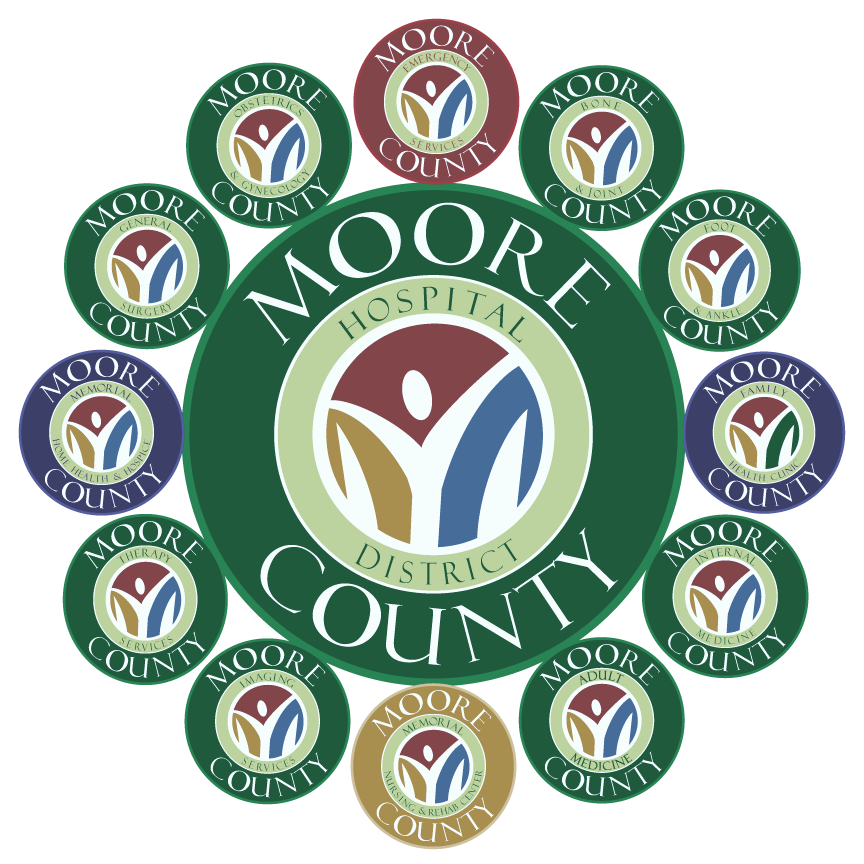 MOORE
HOSPITAL
DISTRICT
COUNTY
MOORE
EMERGENCY
SERVICES
COUNTY
MOORE
BONE
& JOINT
COUNTY
MOORE
FOOT
& ANKLE
COUNTY
MOORE
FAMILY
HEALTH CLINK
COUNTY
MOORE
INTERNAL
MEDICINE
COUNTY
MOORE
ADULT
MEDICINE
COUNTY
MOORE
MEMORIAL
NURSING & REHAB CENTER
COUNTY
MOORE
IMAGING
SERVICES
COUNTY
MOORE
THERAPY
SERVICES
COUNTY
MOORE
MEMORIAL
HOME HEALTH & HOSPICE
COUNTY
MOORE
GENERAL
SURGERY
COUNTY
MOORE
OBSTETRICS
& GYNECOLOGY
COUNTY